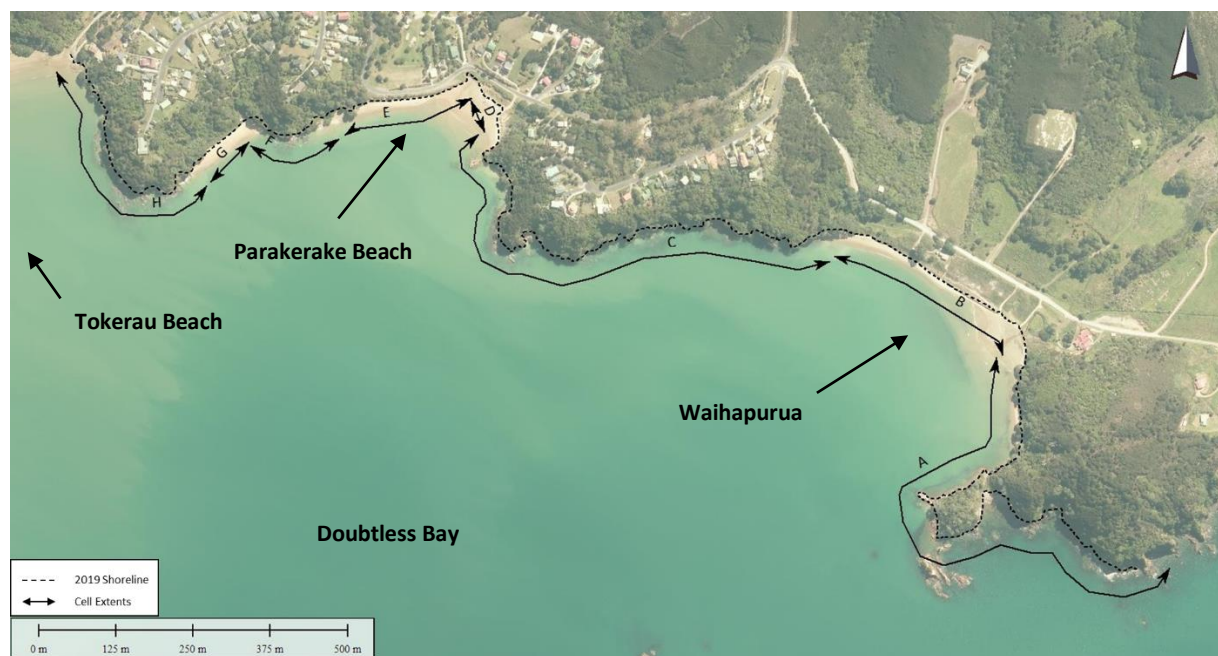 E
D
F
G
H
C
B
A
Parakerake Beach
Tokerau Beach
Waihapurua
Doubtless Bay
2019 Shoreline
Cell Extents
0 m 125 m 250 m 375 m 500 m